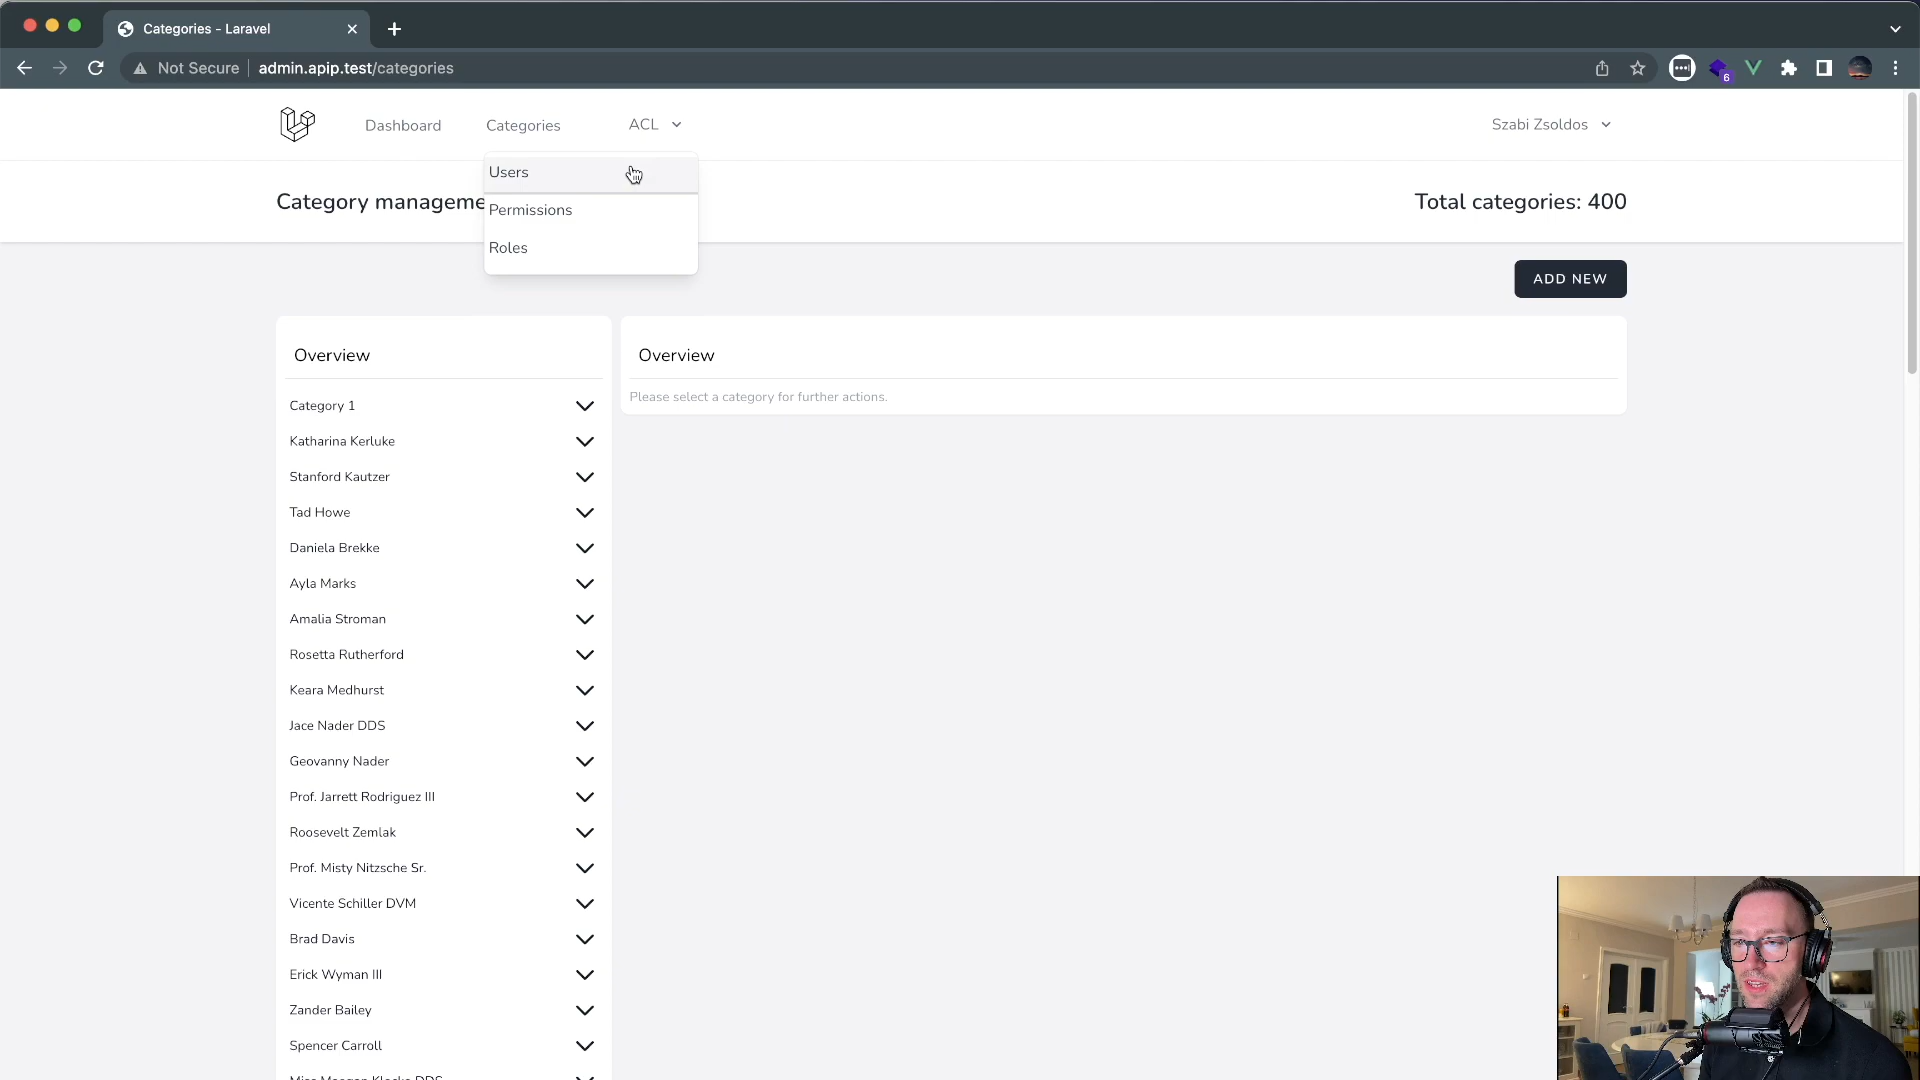 Categories - Laravel
Not Secure
admin.apip.test/categories
6
Dashboard
Categories
ACL
Szabi Zsoldos
Users
Permissions
Roles
Category manageme
Total categories: 400
ADD NEW
Overview
Category 1
Katharina Kerluke
Stanford Kautzer
Tad Howe
Daniela Brekke
Ayla Marks
Amalia Stroman
Rosetta Rutherford
Keara Medhurst
Jace Nader DDS
Geovanny Nader
Prof. Jarrett Rodriguez III
Roosevelt Zemlak
Prof. Misty Nitzsche Sr.
Vicente Schiller DVM
Brad Davis
Erick Wyman III
Zander Bailey
Spencer Carroll
Overview
Please select a category for further actions.